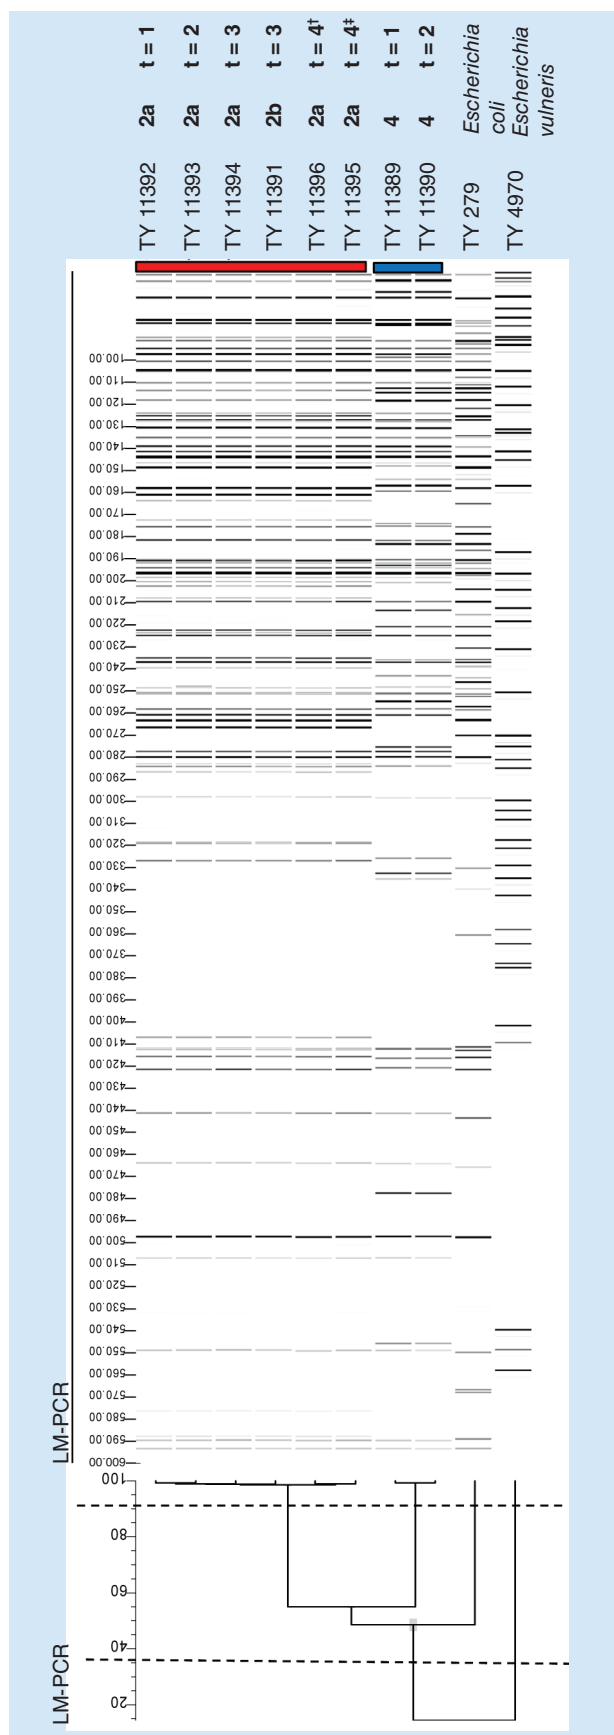 LM-PCR
LM-PCR
20 40 60 80 100
600.00 590.00 580.00 570.00 560.00 550.00 540.00 530.00 520.00 510.00 500.00 490.00 480.00 470.00 460.00 450.00 440.00 430.00 420.00 410.00 400.00 390.00 380.00 370.00 360.00 350.00 340.00 330.00 320.00 310.00 300.00 290.00 280.00 270.00 260.00 250.00 240.00 230.00 220.00 210.00 200.00 190.00 180.00 170.00 160.00 150.00 140.00 130.00 120.00 110.00 100.00
TY 11392 2a t = 1
TY 11393 2a t = 2
TY 11394 2a t = 3
TY 11391 2b t = 3
TY 11396 2a t = 4†
TY 11395 2a t = 4‡
TY 11389 4 t = 1
TY 11390 4 t = 2
TY 279 Escherichia
coli
TY 4970 Escherichia
vulneris